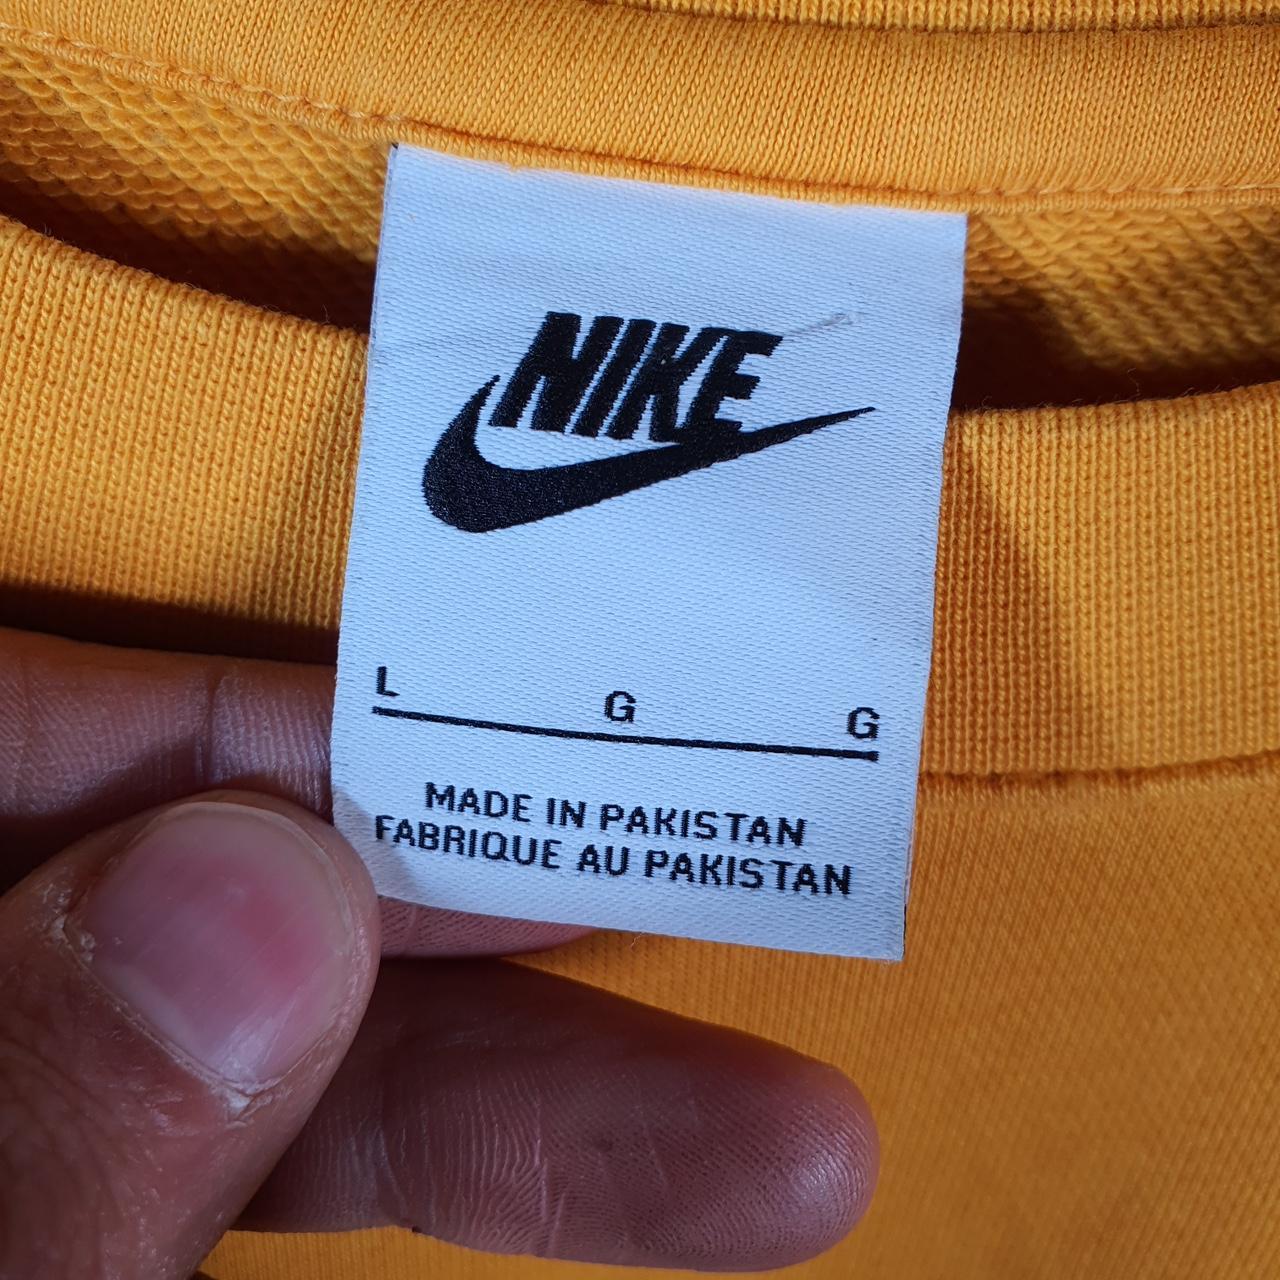 NIKE
L G G
MADE IN PAKISTAN
FABRIQUE AU PAKISTAN